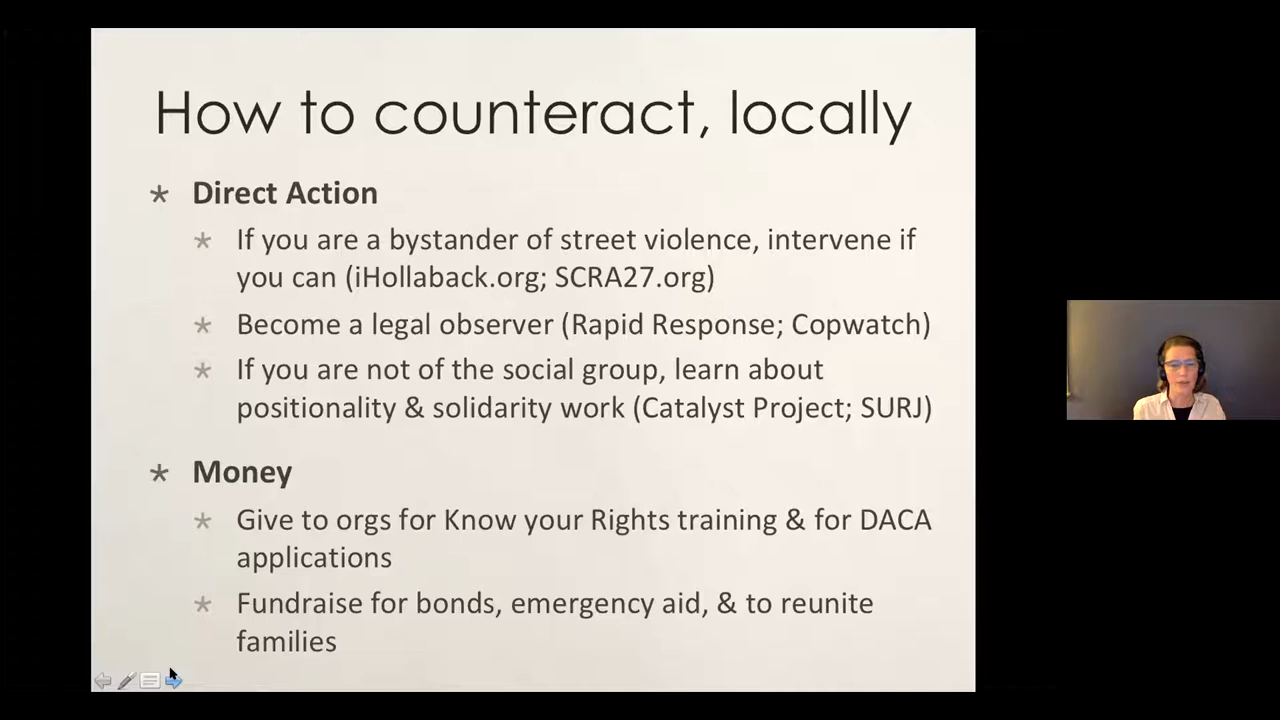 How to counteract, locally
* Direct Action
* If you are a bystander of street violence, intervene if
you can (iHollaback.org; SCRA27.org)
* Become a legal observer (Rapid Response; Copwatch)
* If you are not of the social group, learn about
positionality & solidarity work (Catalyst Project; SURJ)
* Money
* Give to orgs for Know your Rights training & for DACA
applications
* Fundraise for bonds, emergency aid, & to reunite
families